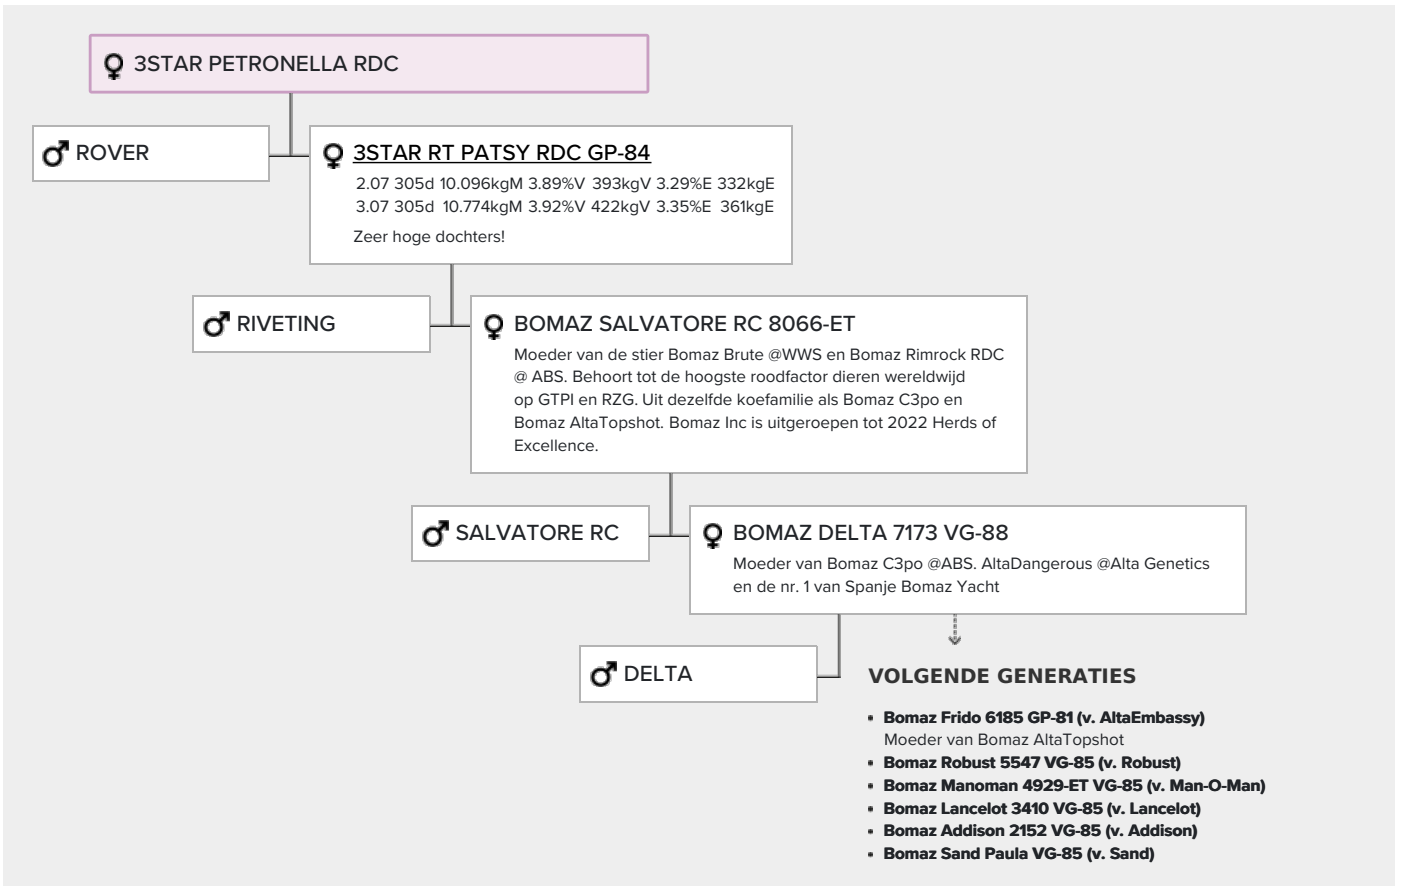 3STAR PETRONELLA RDC
ROVER
3STAR RT PATSY RDC GP-84
2.07 305d 10.096kgM 3.89%V 393kgV 3.29%E 332kgE
3.07 305d 10.774kgM 3.92%V 422kgV 3.35%E 361kgE
Zeer hoge dochters!
RIVETING
BOMAZ SALVATORE RC 8066-ET
Moeder van de stier Bomaz Brute @WWS en Bomaz Rimrock RDC
@ ABS. Behoort tot de hoogste roodfactor dieren wereldwijd
op GTPI en RZG. Uit dezelfde koefamilie als Bomaz C3po en
Bomaz AltaTopshot. Bomaz Inc is uitgeroepen tot 2022 Herds of
Excellence.
SALVATORE RC
BOMAZ DELTA 7173 VG-88
Moeder van Bomaz C3po @ABS. AltaDangerous @Alta Genetics
en de nr. 1 van Spanje Bomaz Yacht
DELTA
VOLGENDE GENERATIES
• Bomaz Frido 6185 GP-81 (v. AltaEmbassy)
Moeder van Bomaz AltaTopshot
• Bomaz Robust 5547 VG-85 (v. Robust)
• Bomaz Manoman 4929-ET VG-85 (v. Man-O-Man)
• Bomaz Lancelot 3410 VG-85 (v. Lancelot)
• Bomaz Addison 2152 VG-85 (v. Addison)
• Bomaz Sand Paula VG-85 (v. Sand)